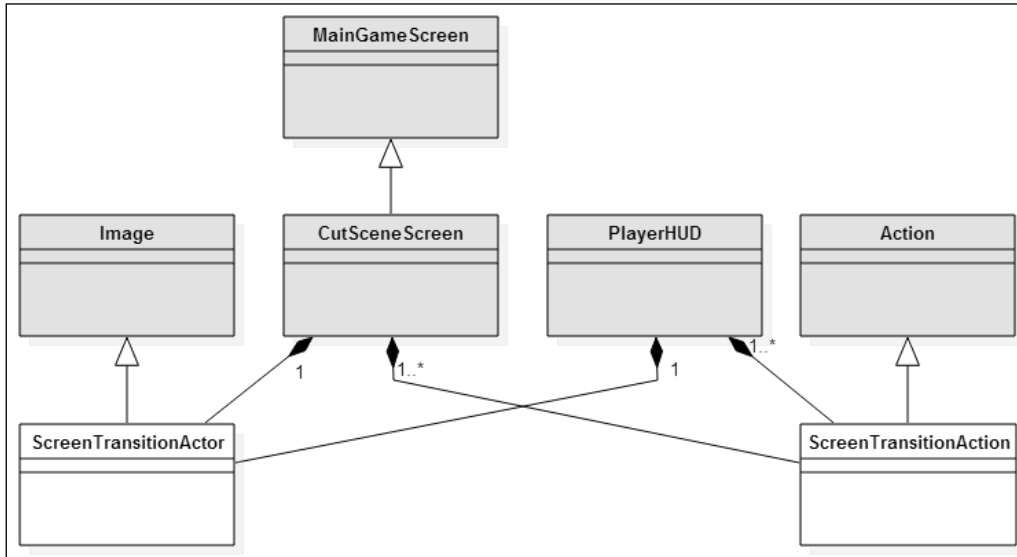 MainGameScreen
Image
CutSceneScreen
PlayerHUD
Action
1
1..*
1
1..*
ScreenTransitionActor
ScreenTransitionAction